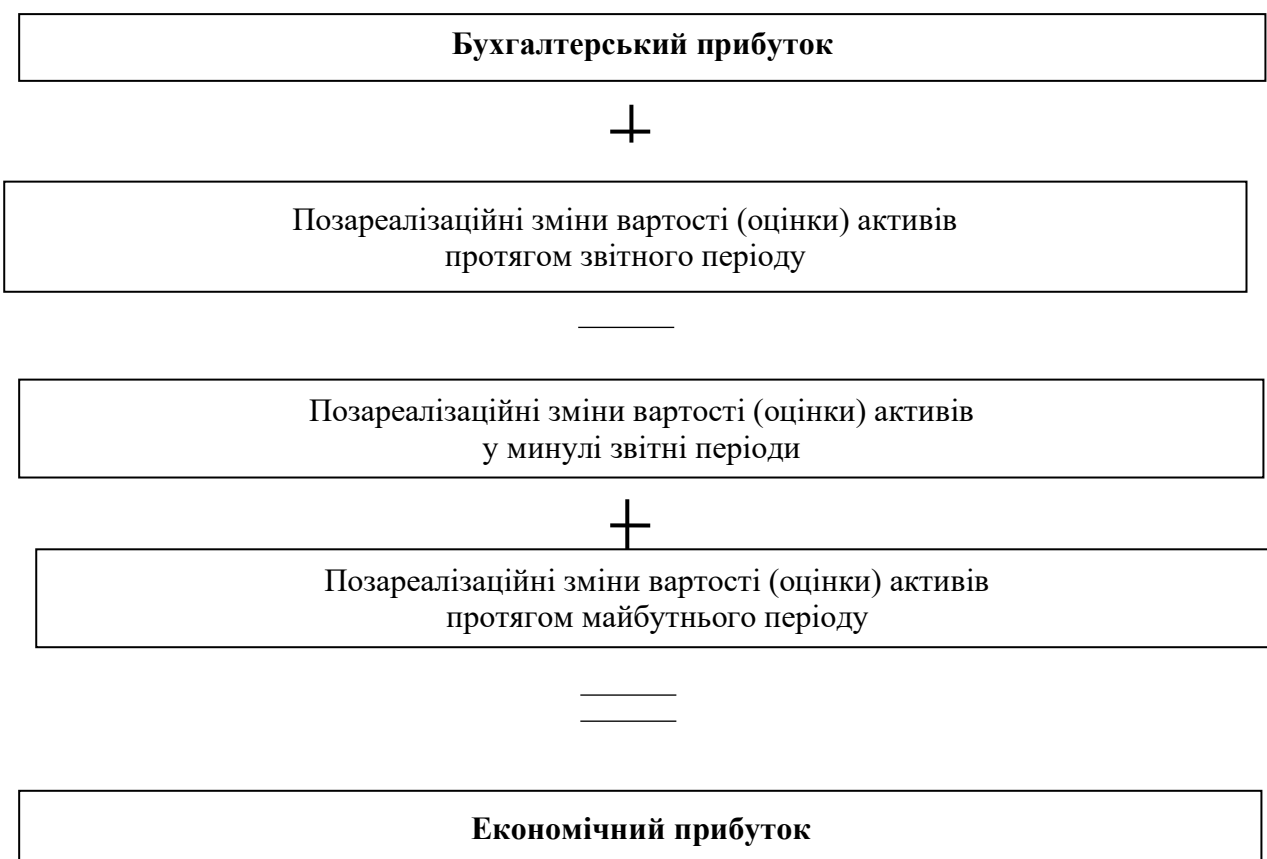 Бухгалтерський прибуток
+
Позареалізаційні зміни вартості (оцінки) активів
протягом звітного періоду
—
Позареалізаційні зміни вартості (оцінки) активів
у минулі звітні періоди
+
Позареалізаційні зміни вартості (оцінки) активів
протягом майбутнього періоду
=
Економічний прибуток